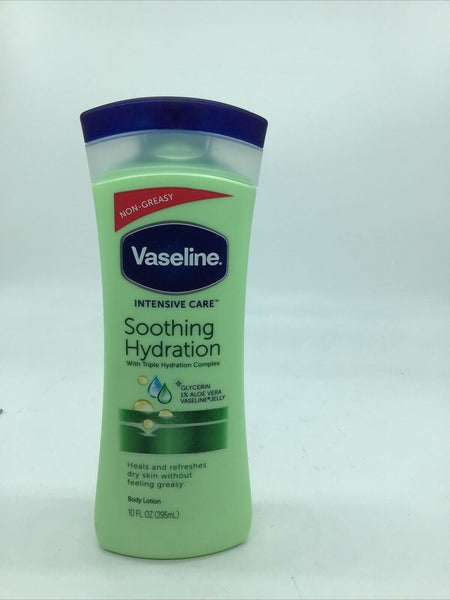 NON-GREASY
Vaseline.
INTENSIVE CARE™
Soothing
Hydration
With Triple Hydration Complex
GLYCERIN
1% ALOE VERA
VASELINE® JELLY
Heals and refreshes
dry skin without
feeling greasy.
Body Lotion
10 FL OZ (295mL)